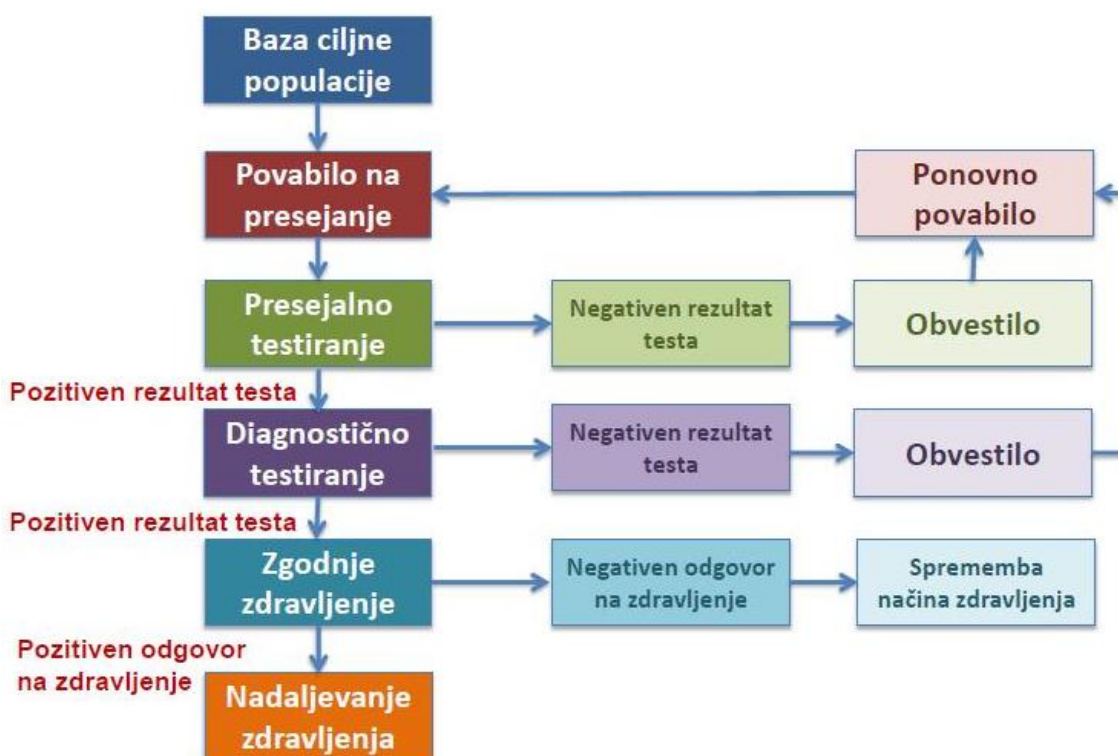 Baza ciljne
populacije
Povabilo na
presejanje
Ponovno
povabilo
Presejalno
testiranje
Negativen rezultat
testa
Obvestilo
Pozitiven rezultat testa
Diagnostično
testiranje
Negativen rezultat
testa
Obvestilo
Pozitiven rezultat testa
Zgodnje
zdravljenje
Negativen odgovor
na zdravljenje
Sprememba
načina zdravljenja
Pozitiven odgovor
na zdravljenje
Nadaljevanje
zdravljenja